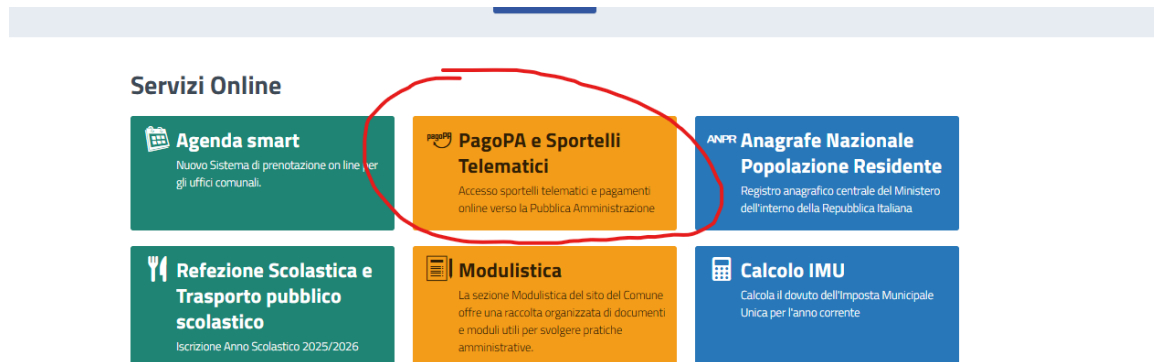 Servizi Online
Agenda smart
Nuovo Sistema di prenotazione on line per
gli uffici comunali.
pagoPA
PagoPA e Sportelli
Telematici
Accesso sportelli telematici e pagamenti
online verso la Pubblica Amministrazione
ANPR
Anagrafe Nazionale
Popolazione Residente
Registro anagrafico centrale del Ministero
dell'interno della Repubblica Italiana
Refezione Scolastica e
Trasporto pubblico
scolastico
Iscrizione Anno Scolastico 2025/2026
Modulistica
La sezione Modulistica del sito del Comune
offre una raccolta organizzata di documenti
e moduli utili per svolgere pratiche
amministrative.
Calcolo IMU
Calcola il dovuto dell'Imposta Municipale
Unica per l'anno corrente